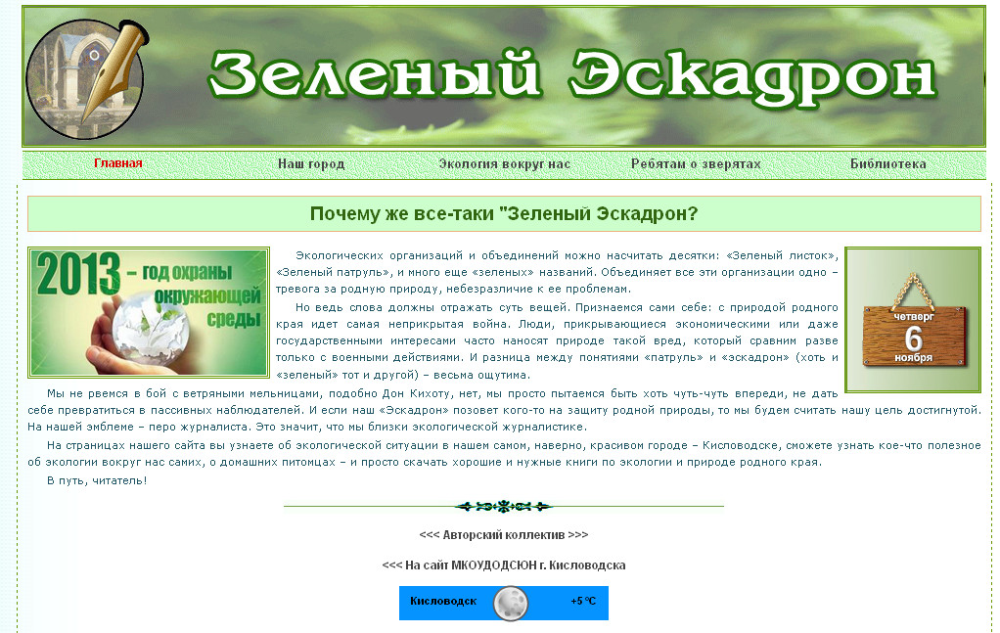 Зеленый Эскадрон
Главная
Наш город
Экология вокруг нас
Ребятам о зверятах
Библиотека
Почему же все-таки "Зеленый Эскадрон?
2013 – год охраны
окружающей
среды
Экологических организаций и объединений можно насчитать десятки: «Зеленый листок»,
«Зеленый патруль», и много еще «зеленых» названий. Объединяет все эти организации одно –
тревога за родную природу, небезразличие к ее проблемам.
Но ведь слова должны отражать суть вещей. Признаемся сами себе: с природой родного
края идет самая неприкрытая война. Люди, прикрывающиеся экономическими или даже
государственными интересами часто наносят природе такой вред, который сравним разве
только с военными действиями. И разница между понятиями «патруль» и «эскадрон» (хоть и
«зеленый» тот и другой) – весьма ощутима.
четверг
6
ноября
Мы не рвемся в бой с ветряными мельницами, подобно Дон Кихоту, нет, мы просто пытаемся быть хоть чуть-чуть впереди, не дать
себе превратиться в пассивных наблюдателей. И если наш «Эскадрон» позовет кого-то на защиту родной природы, то мы будем считать нашу цель достигнутой.
На нашей эмблеме – перо журналиста. Это значит, что мы близки экологической журналистике.
На страницах нашего сайта вы узнаете об экологической ситуации в нашем самом, наверно, красивом городе – Кисловодске, сможете узнать кое-что полезное
об экологии вокруг нас самих, о домашних питомцах – и просто скачать хорошие и нужные книги по экологии и природе родного края.
В путь, читатель!
<<< Авторский коллектив >>>
<<< На сайт МКОУДОДСЮН г. Кисловодска
Кисловодск
+5 °C